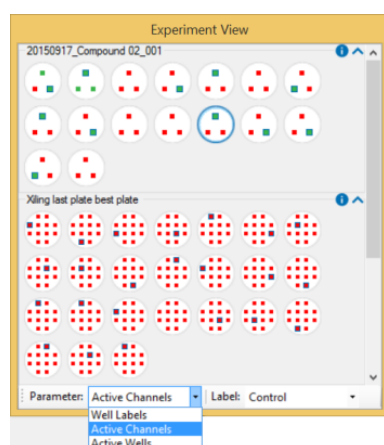 Experiment View
20150917_Compound 02_001
Xiling last plate best plate
Parameter: Active Channels Label: Control
Well Labels
Active Channels
Active Wells